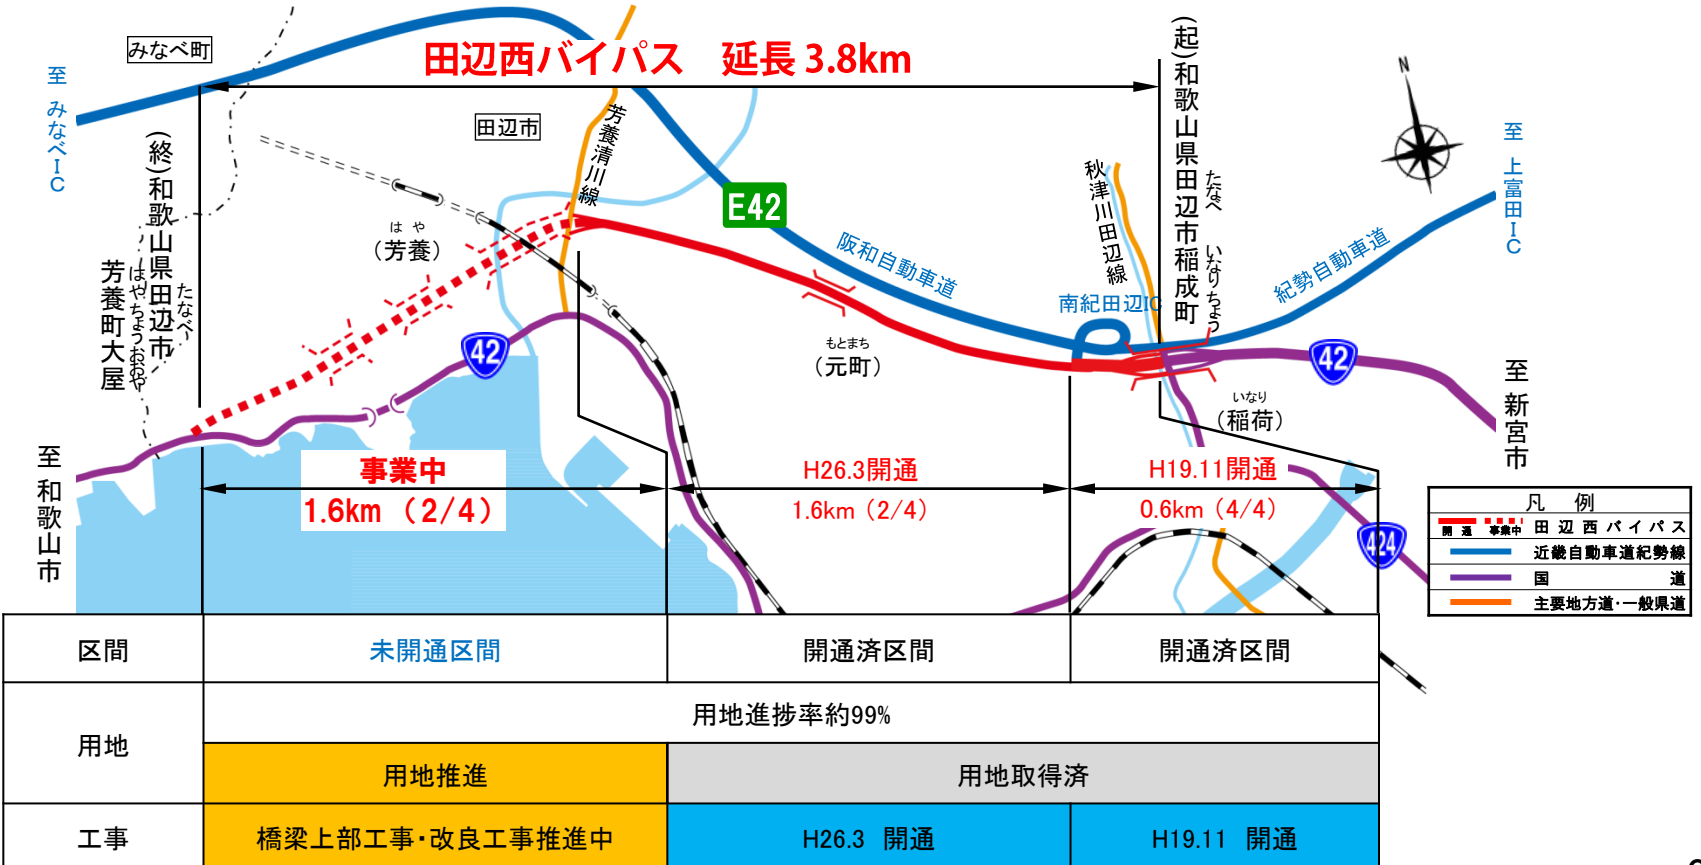 みなべ町
田辺西バイパス 延長 3.8km
至 みなべIC
(終)和歌山県田辺市
たなべ
芳養町大屋
はやちょうおおや
田辺市
芳養清川線
はや
(芳養)
E42
阪和自動車道
秋津川田辺線
(起)和歌山県田辺市稲成町
たなべ
いなりちょう
N
至 上富田IC
紀勢自動車道
南紀田辺IC
もとまち
(元町)
42
42
いなり
(稲荷)
至 新宮市
至 和歌山市
事業中
1.6km (2/4)
H26.3開通
1.6km (2/4)
H19.11開通
0.6km (4/4)
424
凡 例
開通 事業中 田辺西バイパス
近畿自動車道紀勢線
国 道
主要地方道・一般県道
区間 未開通区間 開通済区間 開通済区間
用地 用地進捗率約99%
用地推進 用地取得済
工事 橋梁上部工事・改良工事推進中 H26.3 開通 H19.11 開通